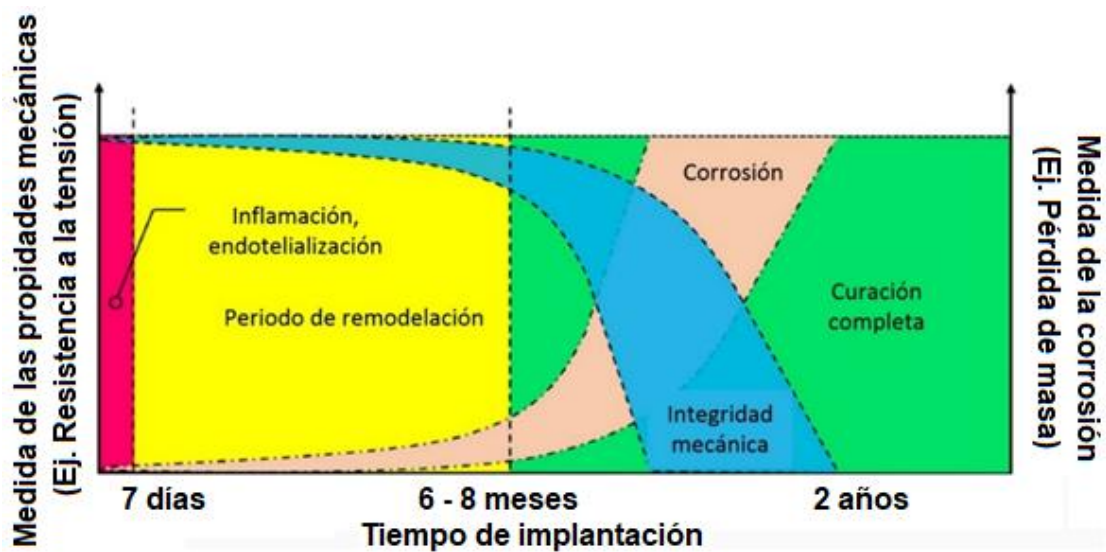 Medida de las propidades mecánicas
(Ej. Resistencia a la tensión)
Inflamación,
endotelialización
Periodo de remodelación
Corrosión
Curación
completa
Integridad
mecánica
Medida de la corrosión
(Ej. Pérdida de masa)
7 días
6 - 8 meses
2 años
Tiempo de implantación